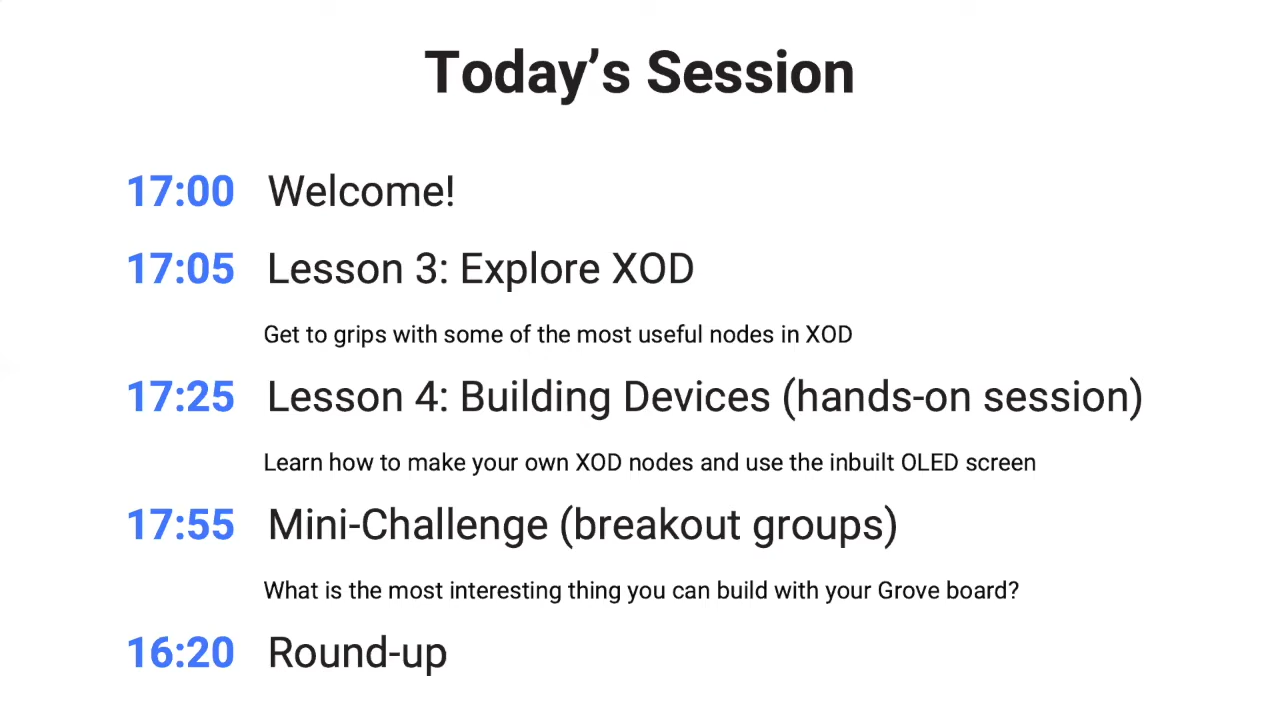 Today’s Session
17:00 Welcome!
17:05 Lesson 3: Explore XOD
Get to grips with some of the most useful nodes in XOD
17:25 Lesson 4: Building Devices (hands-on session)
Learn how to make your own XOD nodes and use the inbuilt OLED screen
17:55 Mini-Challenge (breakout groups)
What is the most interesting thing you can build with your Grove board?
16:20 Round-up